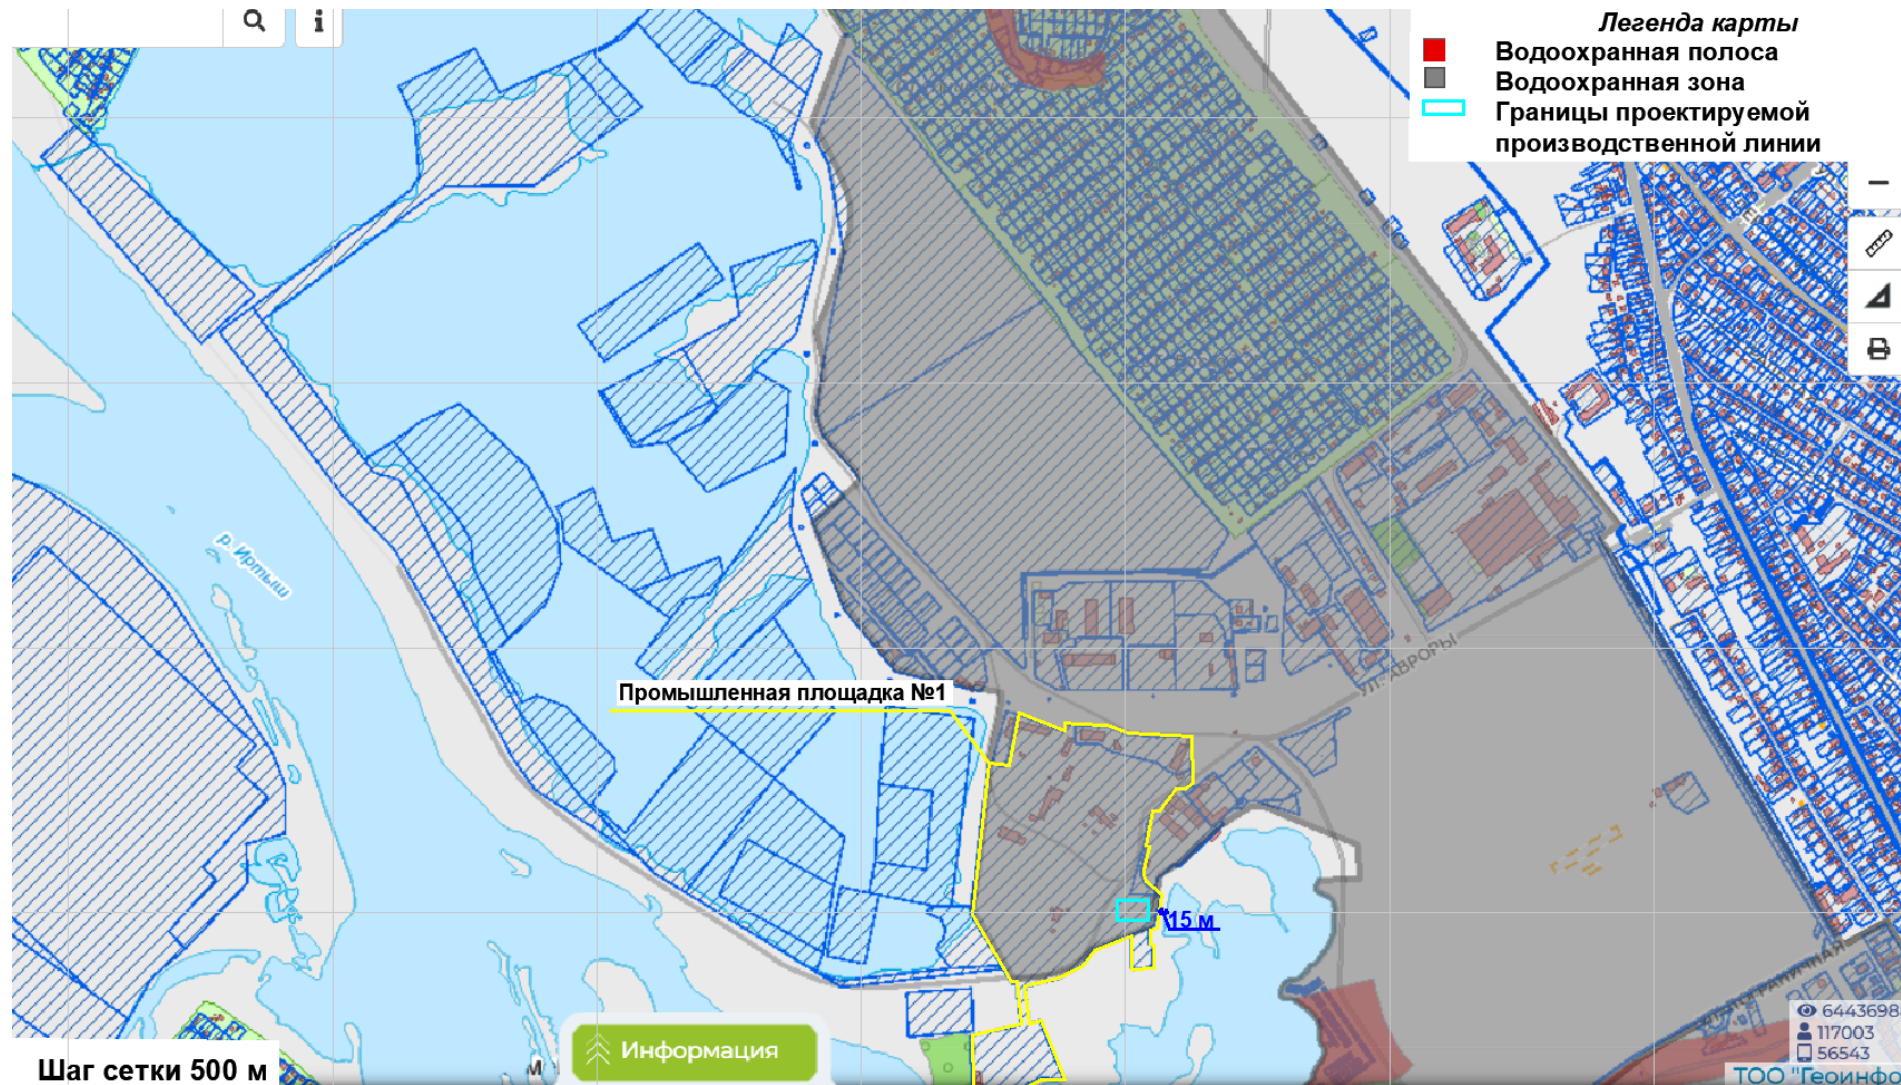 Легенда карты
Водоохранная полоса
Водоохранная зона
Границы проектируемой
производственной линии
р. Иртыш
УЛ. АВРОРЫ
Промышленная площадка №1
15 м
6443698
117003
56543
Информация
М
Шаг сетки 500 м
ТОО "Геоинфо